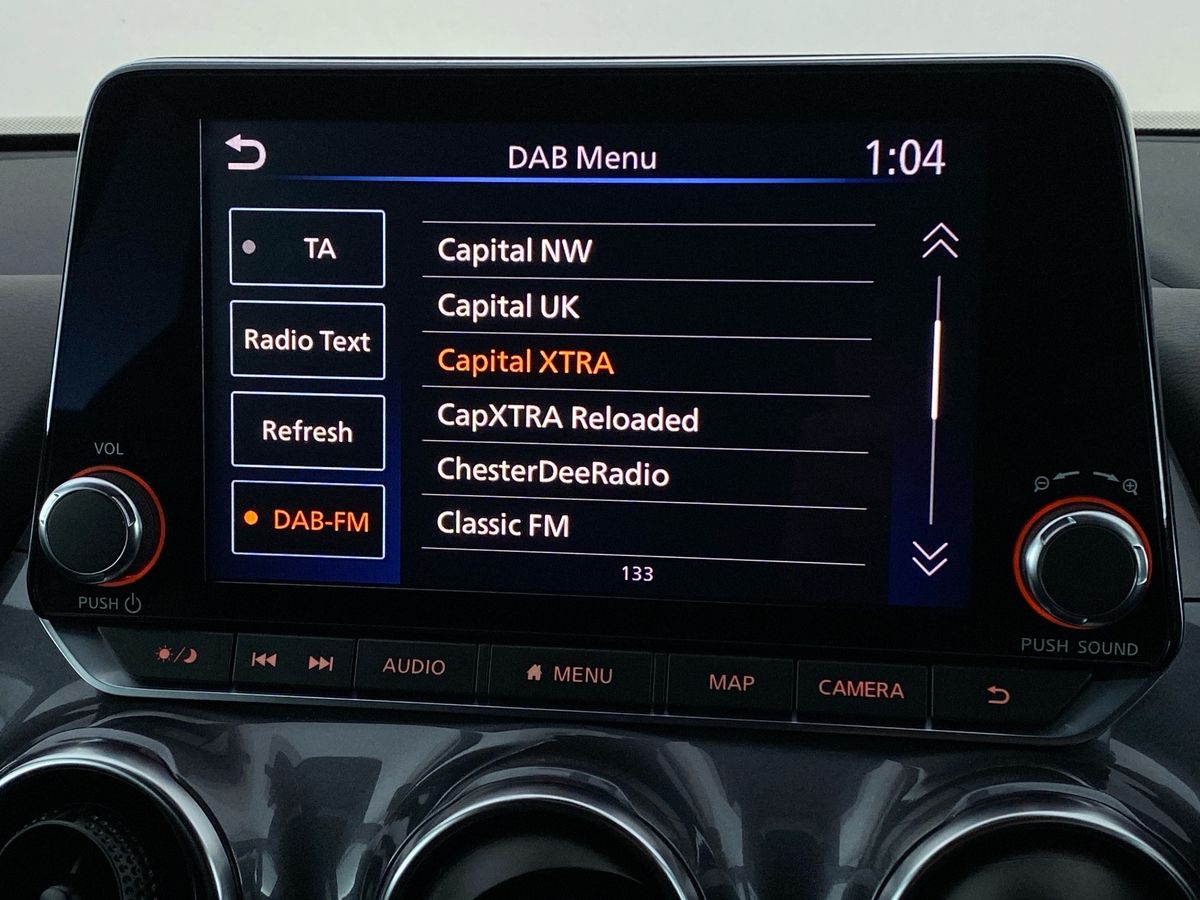 DAB Menu
1:04
TA
Radio Text
Refresh
DAB-FM
Capital NW
Capital UK
Capital XTRA
CapXTRA Reloaded
ChesterDeeRadio
Classic FM
133
VOL
PUSH
PUSH SOUND
AUDIO
MENU
MAP
CAMERA